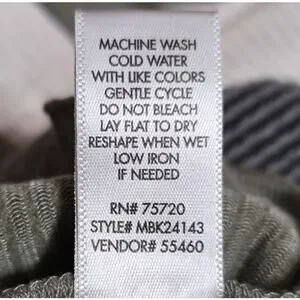 MACHINE WASH
COLD WATER
WITH LIKE COLORS
GENTLE CYCLE
DO NOT BLEACH
LAY FLAT TO DRY
RESHAPE WHEN WET
LOW IRON
IF NEEDED
RN# 75720
STYLE# MBK24143
VENDOR# 55460